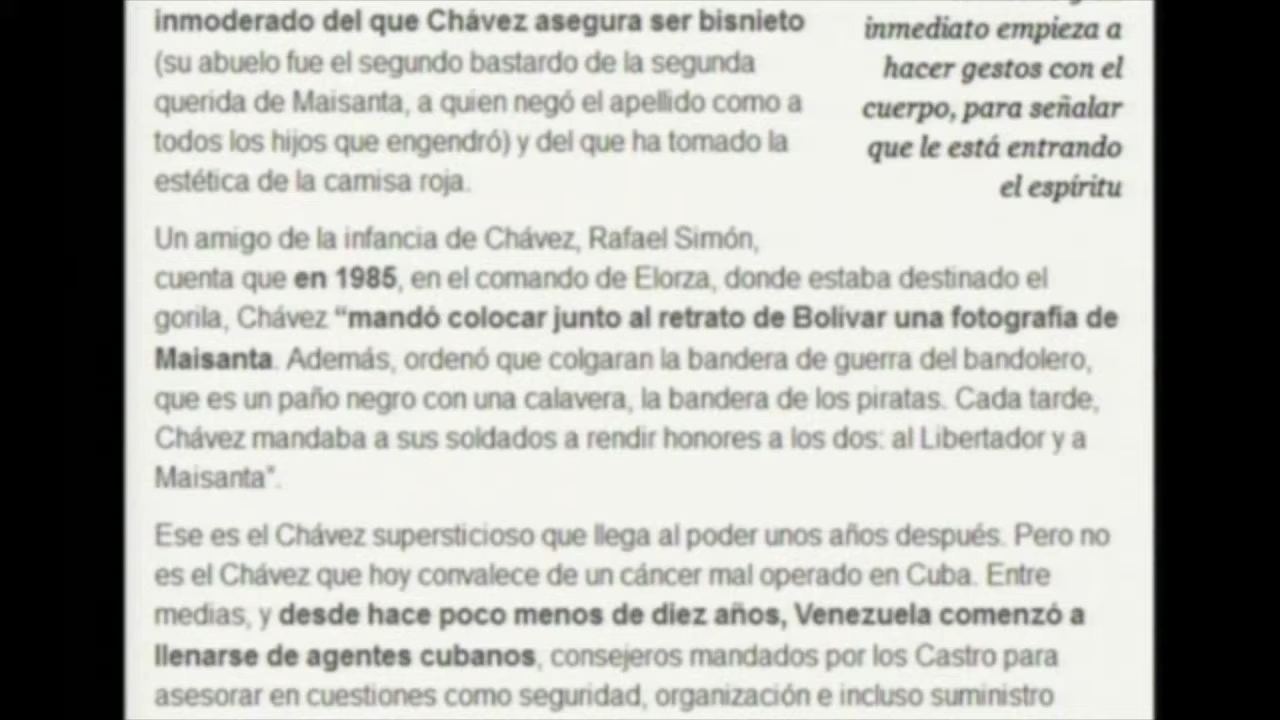 inmoderado del que Chávez asegura ser bisnieto
(su abuelo fue el segundo bastardo de la segunda
querida de Maisanta, a quien negó el apellido como a
todos los hijos que engendró) y del que ha tomado la
estética de la camisa roja.
inmediato empieza a
hacer gestos con el
cuerpo, para señalar
que le está entrando
el espíritu
Un amigo de la infancia de Chávez, Rafael Simón,
cuenta que en 1985, en el comando de Elorza, donde estaba destinado el
gorila, Chávez “mandó colocar junto al retrato de Bolívar una fotografía de
Maisanta. Además, ordenó que colgaran la bandera de guerra del bandolero,
que es un paño negro con una calavera, la bandera de los piratas. Cada tarde,
Chávez mandaba a sus soldados a rendir honores a los dos: al Libertador y a
Maisanta”.
Ese es el Chávez supersticioso que llega al poder unos años después. Pero no
es el Chávez que hoy convalece de un cáncer mal operado en Cuba. Entre
medias, y desde hace poco menos de diez años, Venezuela comenzó a
llenarse de agentes cubanos, consejeros mandados por los Castro para
asesorar en cuestiones como seguridad, organización e incluso suministro